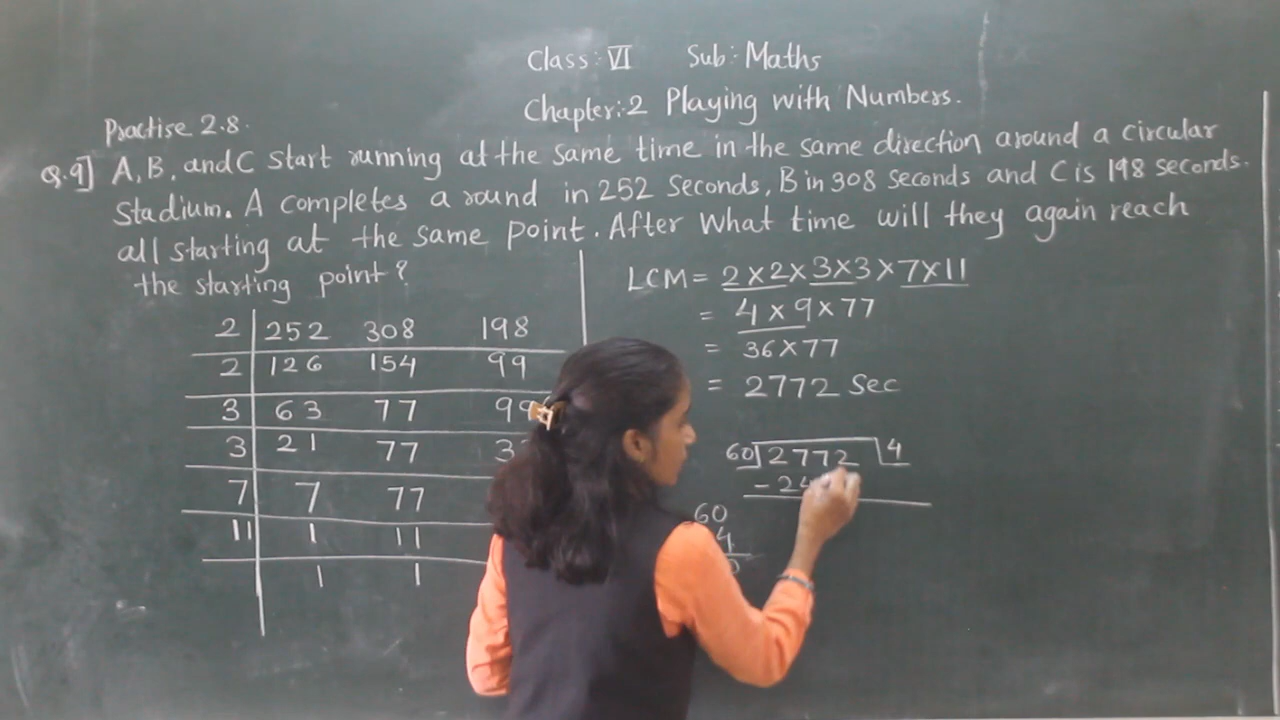 Class: VI Sub: Maths
Chapter: 2 Playing with Numbers.
Practise 2.8.
Q.9] A, B, and C start running at the same time in the same direction around a circular
stadium. A completes a round in 252 Seconds, B in 308 seconds and C is 198 seconds.
all starting at the same point. After what time will they again reach
the starting point?
2 252 308 198
2 126 154 99
3 63 77 99
3 21 77
7 7 77
11 1 11
1 1
LCM = 2×2×3×3×7×11
= 4×9×77
= 36×77
= 2772 Sec
60 2772 4
60
4